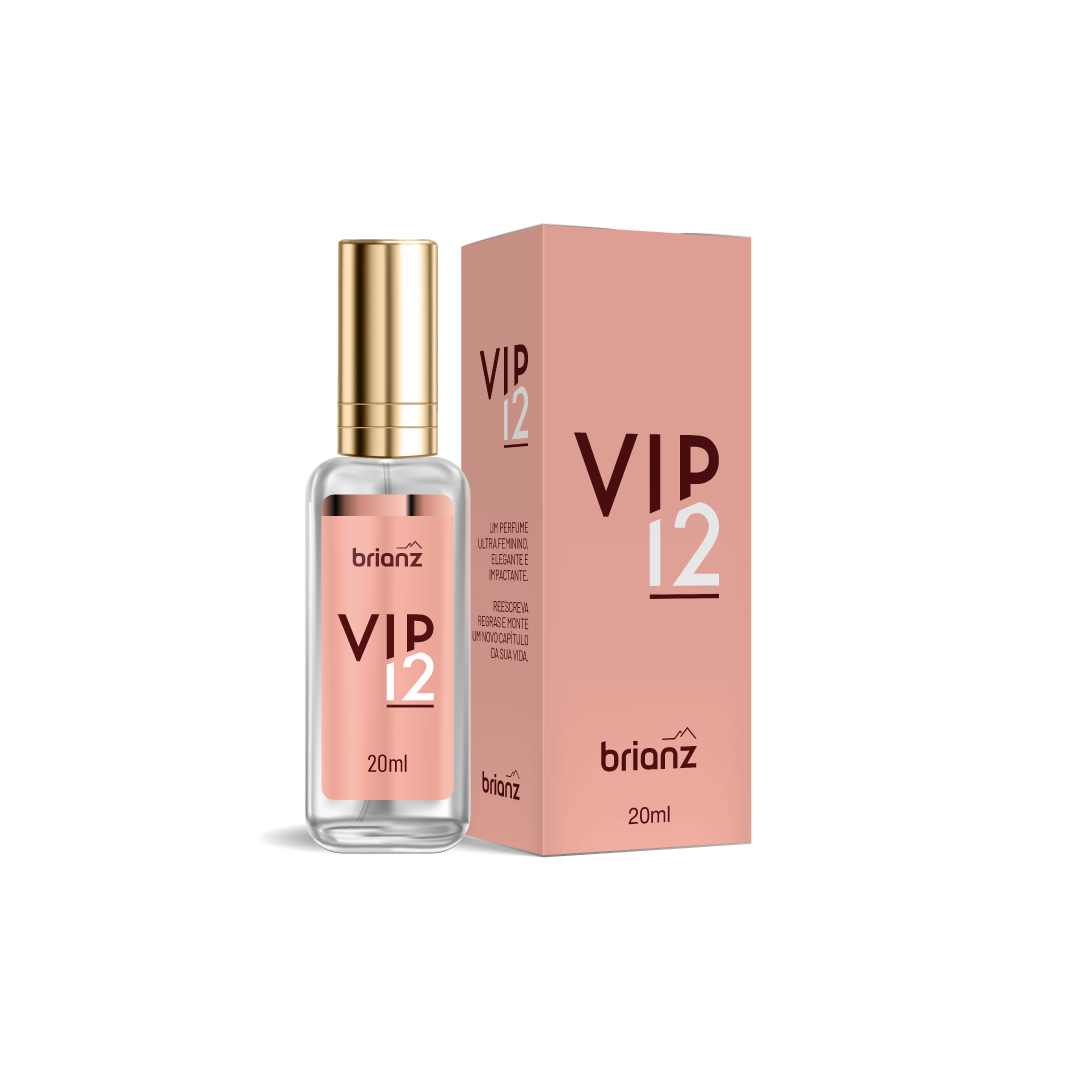 brianz
VIP
12
20ml
VIP
12
UM PERFUME
ULTRA FEMININO,
ELEGANTE E
IMPACTANTE.
REESCREVA
REGRAS E MONTE
UM NOVO CAPÍTULO
DA SUA VIDA.
brianz
VIP
12
brianz
20ml